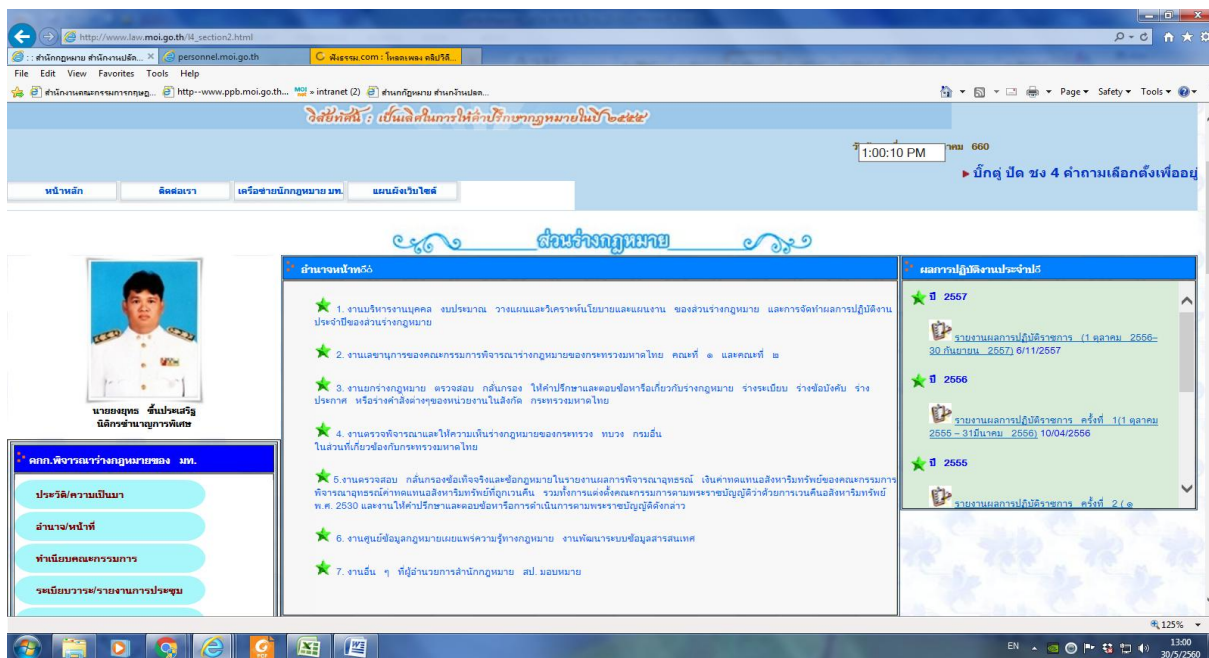 http://www.law.moi.go.th/l4_section2.html
: : สำนักกฎหมาย สำนักงานปลัด...
personnel.moi.go.th
ฟังธรรม.com : โหลดเพลง คลิปวิดี...
File Edit View Favorites Tools Help
สำนักงานคณะกรรมการกฤษฎ...
http--www.ppb.moi.go.th...
» intranet (2)
สำนกกัฎหมาย สำนกงัานปลด...
Page Safety Tools
วิสัยทัศน์ : เป็นเลิศในการให้คำปรึกษากฎหมายในปี ๒๕๕๕
1:00:10 PM
าคม 660
บิ๊กตู่ ปัด ชง 4 คำถามเลือกตั้งเพื่ออยู่
หน้าหลัก
ติดต่อเรา
เครือข่ายนักกฎหมาย มท.
แผนผังเว็บไซต์
ส่วนร่างกฎหมาย
นายยงยุทธ ชื่นประเสริฐ
นิติกรชำนาญการพิเศษ
คกก.พิจารณาร่างกฎหมายของ มท.
ประวัติ/ความเป็นมา
อำนาจ/หน้าที่
ทำเนียบคณะกรรมการ
ระเบียบวาระ/รายงานการประชุม
1. งานบริหารงานบุคคล งบประมาณ วางแผนและวิเคราะห์นโยบายและแผนงาน ของส่วนร่างกฎหมาย และการจัดทำผลการปฏิบัติงาน
ประจำปีของส่วนร่างกฎหมาย
2. งานเลขานุการของคณะกรรมการพิจารณาร่างกฎหมายของกระทรวงมหาดไทย คณะที่ ๑ และคณะที่ ๒
3. งานยกร่างกฎหมาย ตรวจสอบ กลั่นกรอง ให้คำปรึกษาและตอบข้อหารือเกี่ยวกับร่างกฎหมาย ร่างระเบียบ ร่างข้อบังคับ ร่าง
ประกาศ หรือร่างคำสั่งต่างๆของหน่วยงานในสังกัด กระทรวงมหาดไทย
4. งานตรวจพิจารณาและให้ความเห็นร่างกฎหมายของกระทรวง ทบวง กรมอื่น
ในส่วนที่เกี่ยวข้องกับกระทรวงมหาดไทย
5.งานตรวจสอบ กลั่นกรองข้อเท็จจริงและข้อกฎหมายในรายงานผลการพิจารณาอุทธรณ์ เงินค่าทดแทนอสังหาริมทรัพย์ของคณะกรรมการ
พิจารณาอุทธรณ์ค่าทดแทนอสังหาริมทรัพย์ที่ถูกเวนคืน รวมทั้งการแต่งตั้งคณะกรรมการตามพระราชบัญญัติว่าด้วยการเวนคืนอสังหาริมทรัพย์
พ.ศ. 2530 และงานให้คำปรึกษาและตอบข้อหารือการดำเนินการตามพระราชบัญญัติดังกล่าว
6. งานศูนย์ข้อมูลกฎหมายเผยแพร่ความรู้ทางกฎหมาย งานพัฒนาระบบข้อมูลสารสนเทศ
7. งานอื่น ๆ ที่ผู้อำนวยการสำนักกฎหมาย สป. มอบหมาย
ปี 2557
รายงานผลการปฏิบัติราชการ (1 ตุลาคม 2556–
30 กันยายน 2557) 6/11/2557
ปี 2556
รายงานผลการปฏิบัติราชการ ครั้งที่ 1(1 ตุลาคม
2555 – 31มีนาคม 2556) 10/04/2556
ปี 2555
รายงานผลการปฏิบัติราชการ ครั้งที่ 2 ( ๑
125%
EN
13:00
30/5/2560